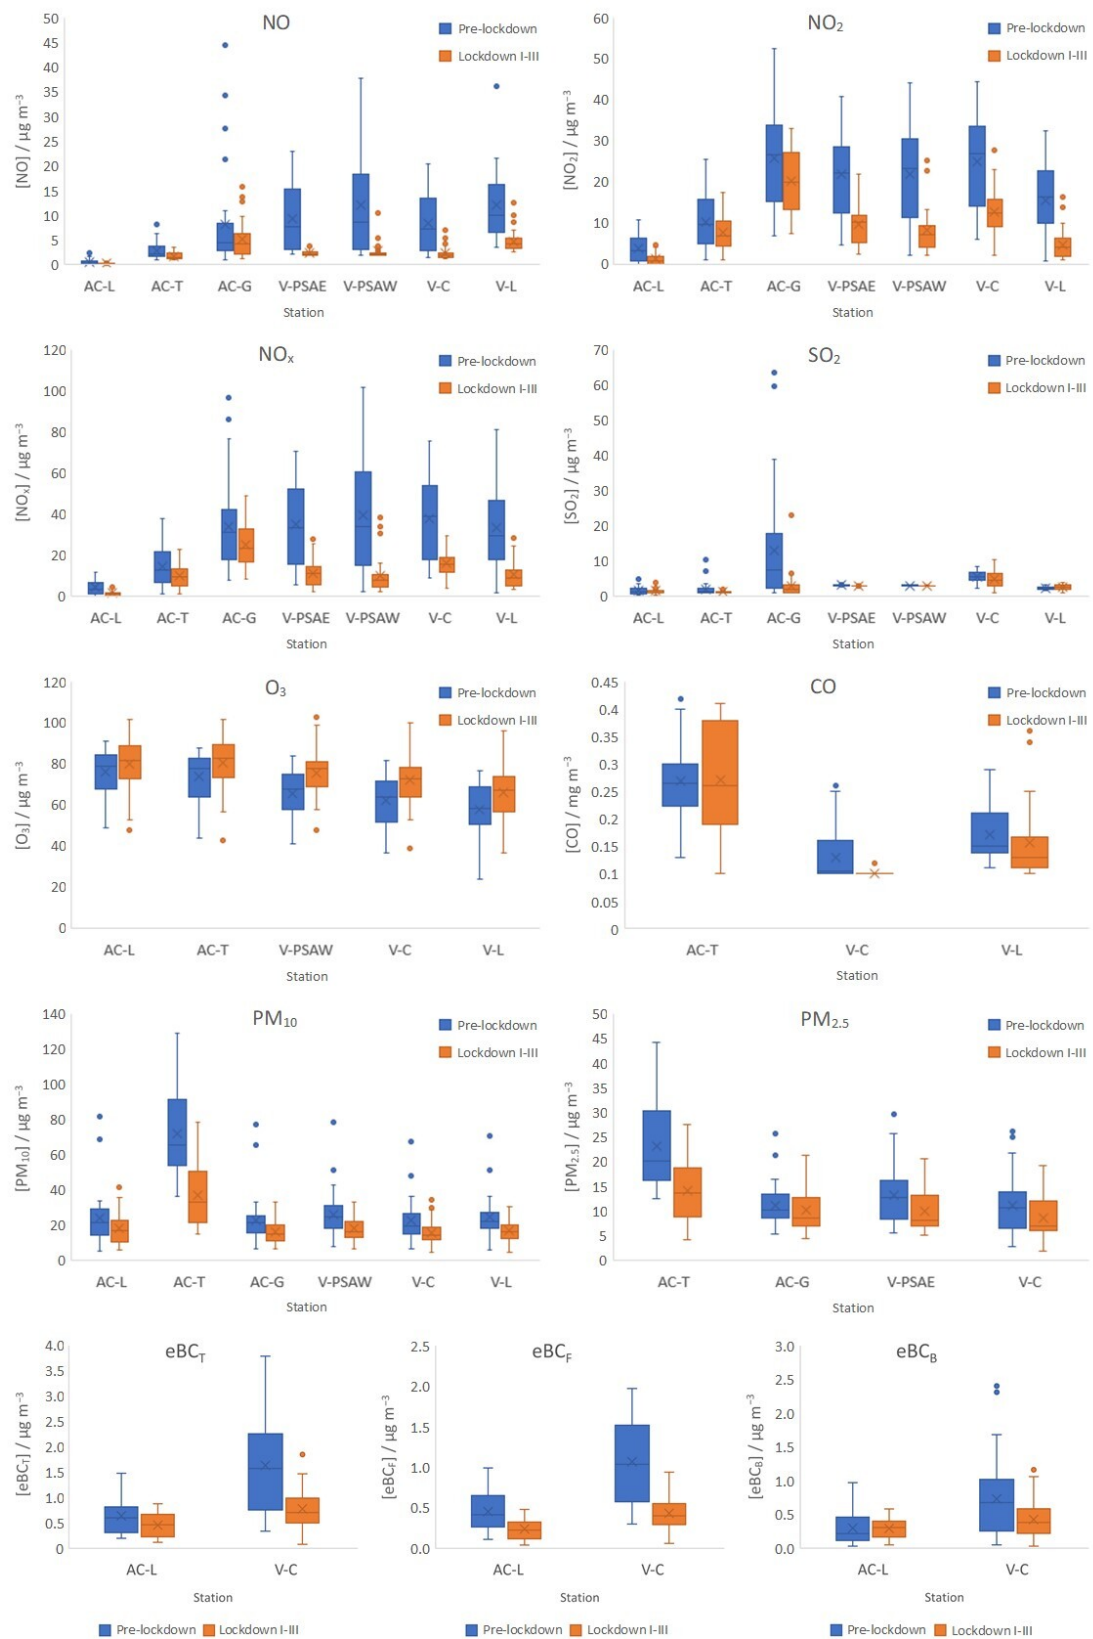 NO
Pre-lockdown
Lockdown I-III
[NO] / µg m⁻³
50
45
40
35
30
25
20
15
10
5
0
AC-L AC-T AC-G V-PSAE V-PSAW V-C V-L
Station
NO₂
Pre-lockdown
Lockdown I-III
[NO₂] / µg m⁻³
60
50
40
30
20
10
0
AC-L AC-T AC-G V-PSAE V-PSAW V-C V-L
Station
NOₓ
Pre-lockdown
Lockdown I-III
[NOₓ] / µg m⁻³
120
100
80
60
40
20
0
AC-L AC-T AC-G V-PSAE V-PSAW V-C V-L
Station
SO₂
Pre-lockdown
Lockdown I-III
[SO₂] / µg m⁻³
70
60
50
40
30
20
10
0
AC-L AC-T AC-G V-PSAE V-PSAW V-C V-L
Station
O₃
Pre-lockdown
Lockdown I-III
[O₃] / µg m⁻³
120
100
80
60
40
20
0
AC-L AC-T V-PSAW V-C V-L
Station
CO
Pre-lockdown
Lockdown I-III
[CO] / mg m⁻³
0.45
0.4
0.35
0.3
0.25
0.2
0.15
0.1
0.05
0
AC-T V-C V-L
Station
PM₁₀
Pre-lockdown
Lockdown I-III
[PM₁₀] / µg m⁻³
140
120
100
80
60
40
20
0
AC-L AC-T AC-G V-PSAW V-C V-L
Station
PM₂.₅
Pre-lockdown
Lockdown I-III
[PM₂.₅] / µg m⁻³
50
45
40
35
30
25
20
15
10
5
0
AC-T AC-G V-PSAE V-C
Station
eBC_T
[eBC_T] / µg m⁻³
4.0
3.5
3.0
2.5
2.0
1.5
1.0
0.5
0
AC-L V-C
Station
Pre-lockdown Lockdown I-III
eBC_F
[eBC_F] / µg m⁻³
2.5
2.0
1.5
1.0
0.5
0.0
AC-L V-C
Station
Pre-lockdown Lockdown I-III
eBC_B
[eBC_B] / µg m⁻³
3.0
2.5
2.0
1.5
1.0
0.5
0.0
AC-L V-C
Station
Pre-lockdown Lockdown I-III